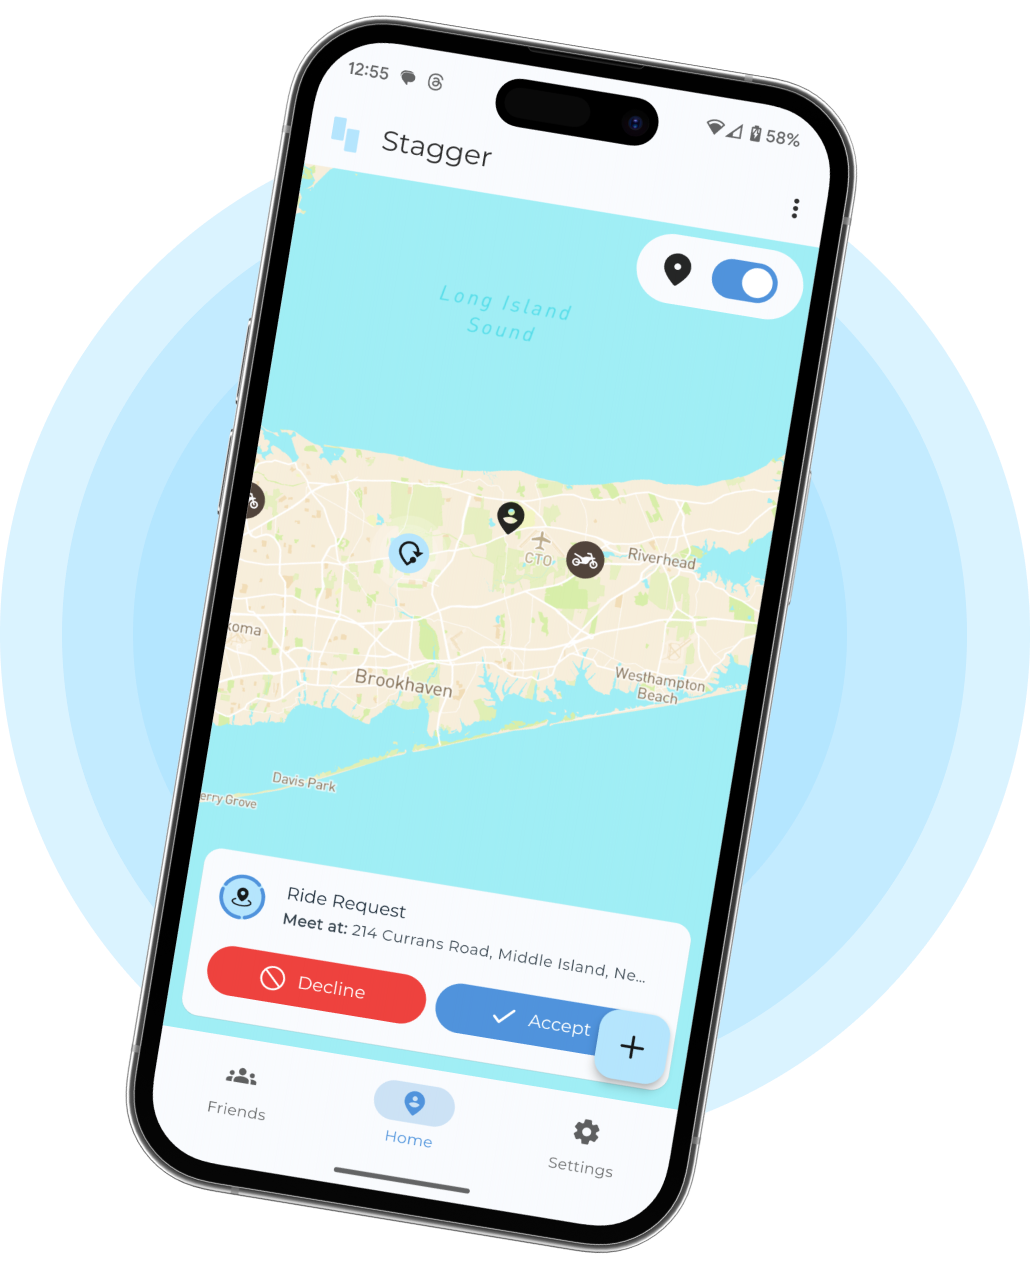 12:55
58%
Stagger
Long Island
Sound
CTO
Riverhead
koma
Brookhaven
Westhampton
Beach
Davis Park
erry Grove
Ride Request
Meet at: 214 Currans Road, Middle Island, Ne...
Decline
Accept
Friends
Home
Settings